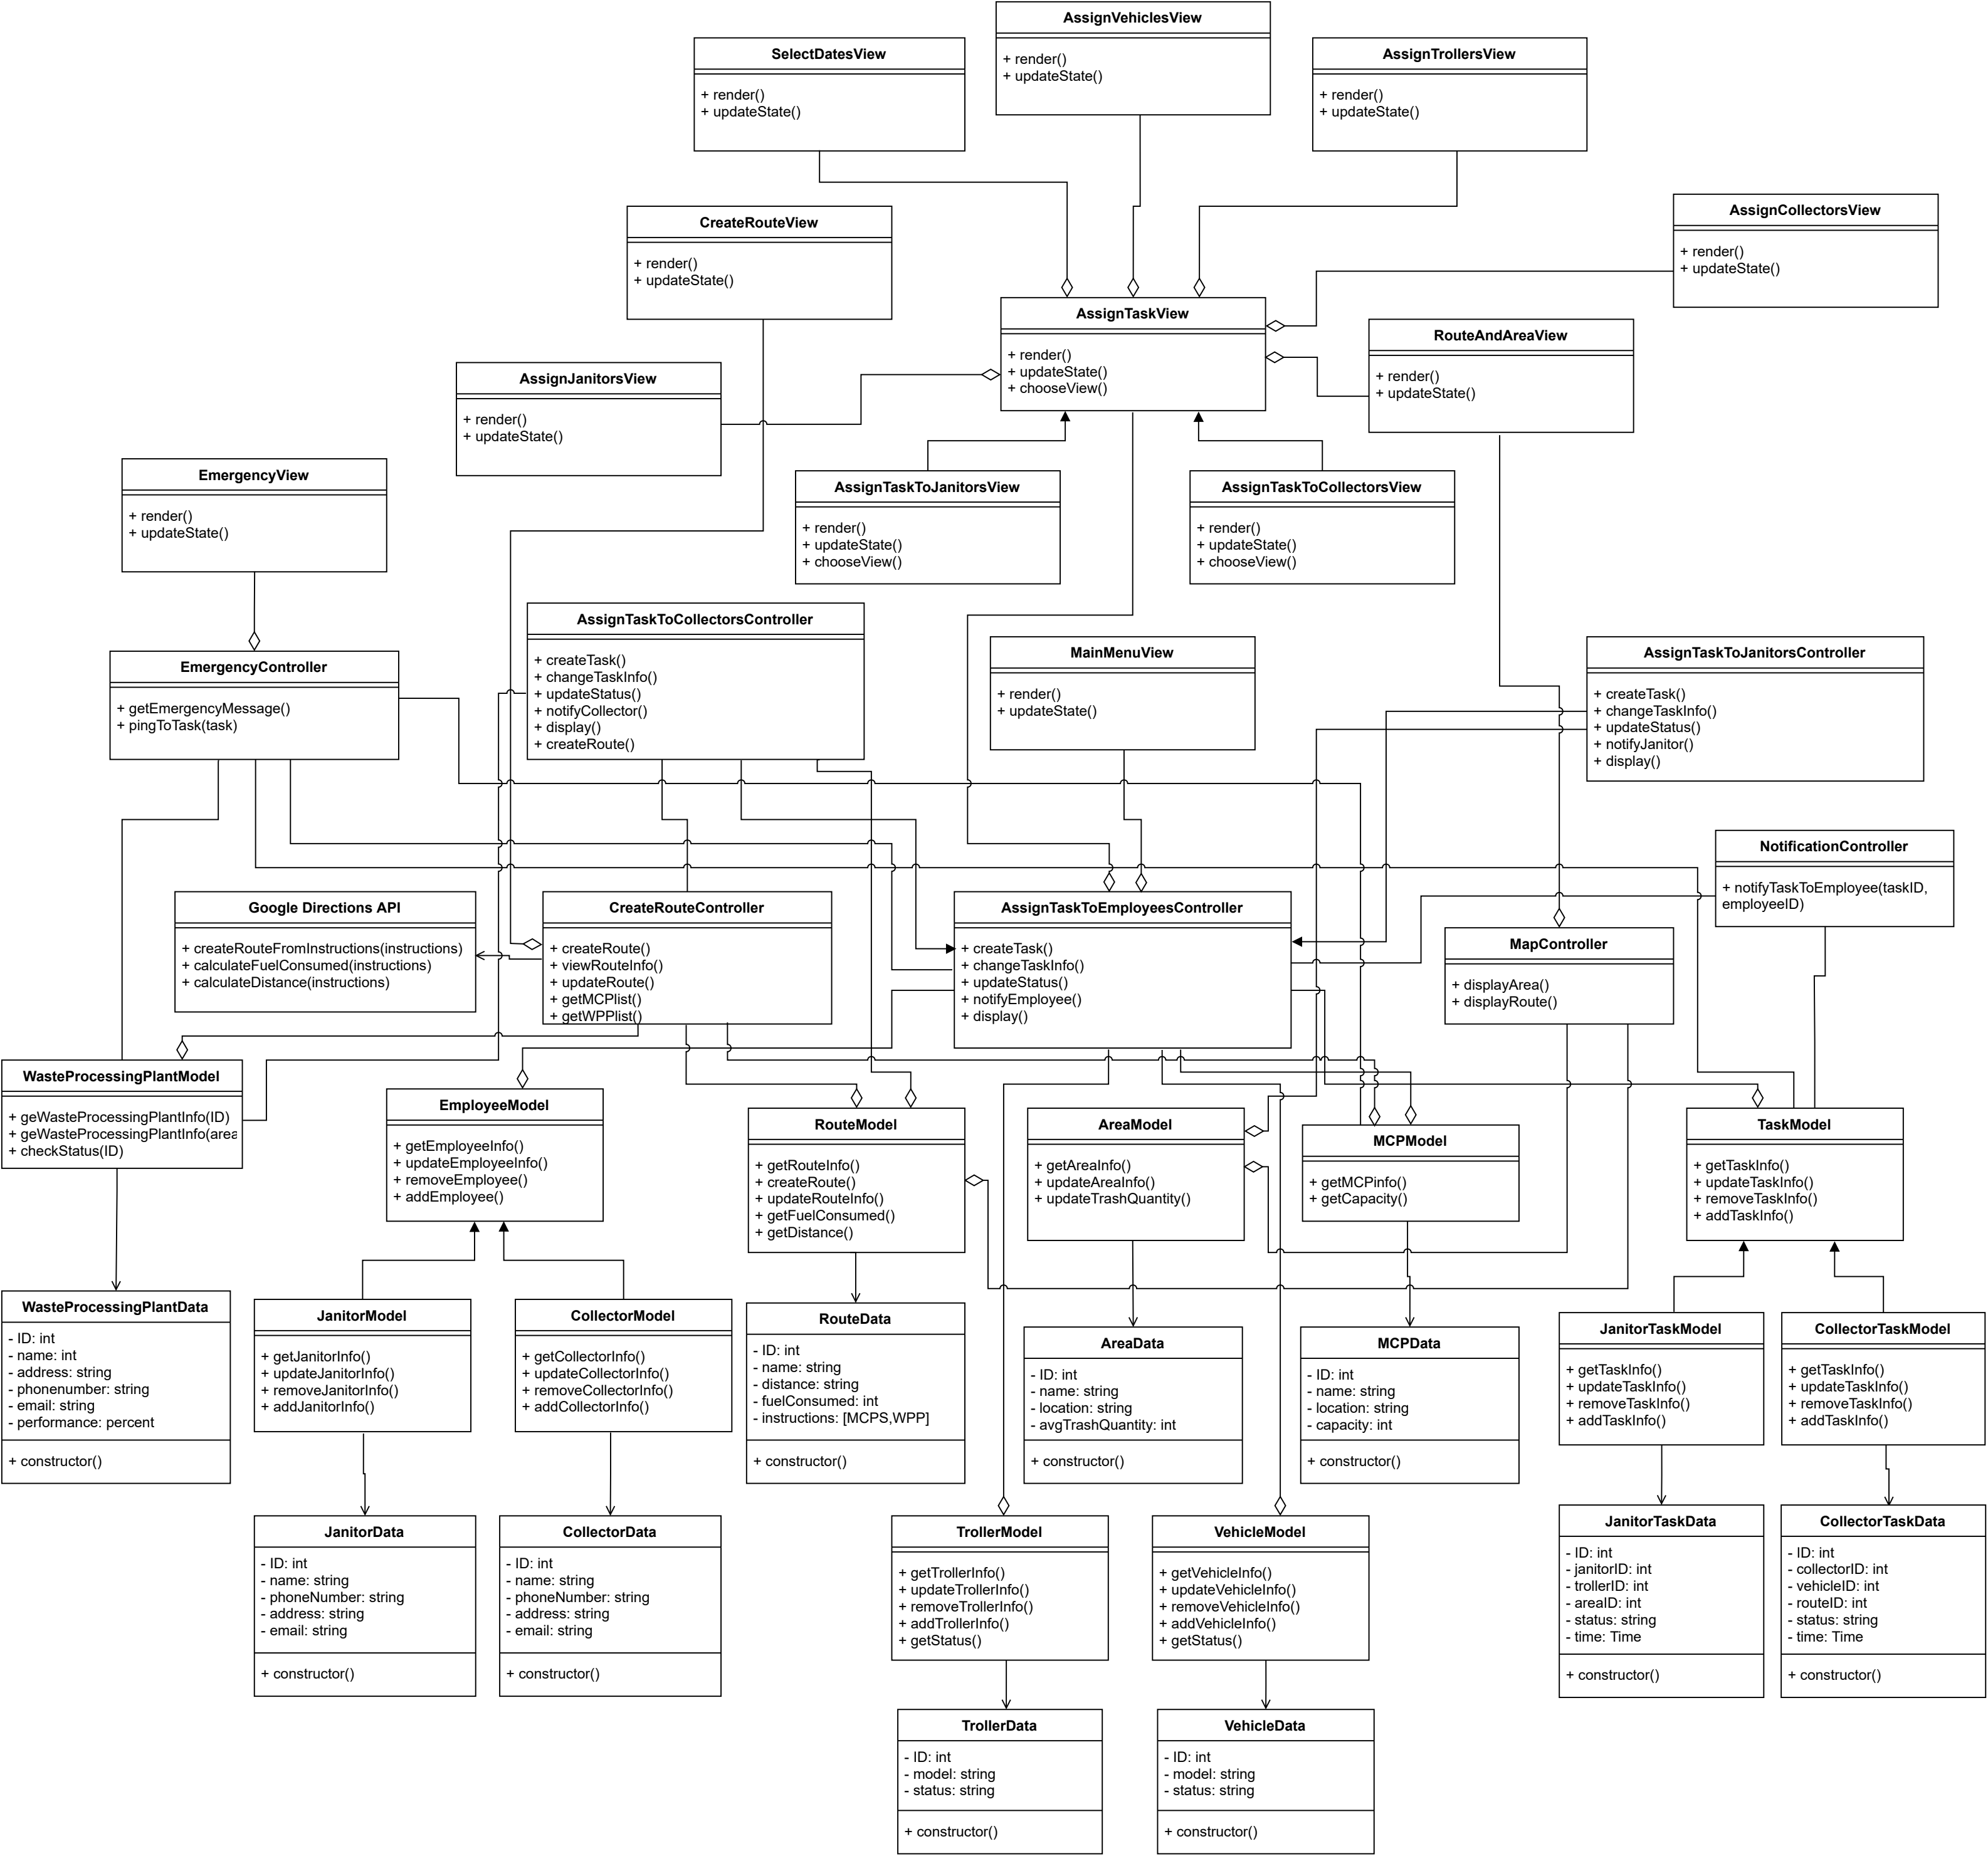 AssignVehiclesView
+ render()
+ updateState()
SelectDatesView
+ render()
+ updateState()
AssignTrollersView
+ render()
+ updateState()
AssignCollectorsView
+ render()
+ updateState()
CreateRouteView
+ render()
+ updateState()
AssignTaskView
+ render()
+ updateState()
+ chooseView()
RouteAndAreaView
+ render()
+ updateState()
AssignJanitorsView
+ render()
+ updateState()
EmergencyView
+ render()
+ updateState()
AssignTaskToJanitorsView
+ render()
+ updateState()
+ chooseView()
AssignTaskToCollectorsView
+ render()
+ updateState()
+ chooseView()
AssignTaskToCollectorsController
+ createTask()
+ changeTaskInfo()
+ updateStatus()
+ notifyCollector()
+ display()
+ createRoute()
MainMenuView
+ render()
+ updateState()
AssignTaskToJanitorsController
+ createTask()
+ changeTaskInfo()
+ updateStatus()
+ notifyJanitor()
+ display()
EmergencyController
+ getEmergencyMessage()
+ pingToTask(task)
NotificationController
+ notifyTaskToEmployee(taskID,
employeeID)
Google Directions API
+ createRouteFromInstructions(instructions)
+ calculateFuelConsumed(instructions)
+ calculateDistance(instructions)
CreateRouteController
+ createRoute()
+ viewRouteInfo()
+ updateRoute()
+ getMCPlist()
+ getWPPlist()
AssignTaskToEmployeesController
+ createTask()
+ changeTaskInfo()
+ updateStatus()
+ notifyEmployee()
+ display()
MapController
+ displayArea()
+ displayRoute()
WasteProcessingPlantModel
+ geWasteProcessingPlantInfo(ID)
+ geWasteProcessingPlantInfo(area
+ checkStatus(ID)
EmployeeModel
+ getEmployeeInfo()
+ updateEmployeeInfo()
+ removeEmployee()
+ addEmployee()
RouteModel
+ getRouteInfo()
+ createRoute()
+ updateRouteInfo()
+ getFuelConsumed()
+ getDistance()
AreaModel
+ getAreaInfo()
+ updateAreaInfo()
+ updateTrashQuantity()
MCPModel
+ getMCPinfo()
+ getCapacity()
TaskModel
+ getTaskInfo()
+ updateTaskInfo()
+ removeTaskInfo()
+ addTaskInfo()
WasteProcessingPlantData
- ID: int
- name: int
- address: string
- phonenumber: string
- email: string
- performance: percent
+ constructor()
JanitorModel
+ getJanitorInfo()
+ updateJanitorInfo()
+ removeJanitorInfo()
+ addJanitorInfo()
CollectorModel
+ getCollectorInfo()
+ updateCollectorInfo()
+ removeCollectorInfo()
+ addCollectorInfo()
RouteData
- ID: int
- name: string
- distance: string
- fuelConsumed: int
- instructions: [MCPS,WPP]
+ constructor()
AreaData
- ID: int
- name: string
- location: string
- avgTrashQuantity: int
+ constructor()
MCPData
- ID: int
- name: string
- location: string
- capacity: int
+ constructor()
JanitorTaskModel
+ getTaskInfo()
+ updateTaskInfo()
+ removeTaskInfo()
+ addTaskInfo()
CollectorTaskModel
+ getTaskInfo()
+ updateTaskInfo()
+ removeTaskInfo()
+ addTaskInfo()
JanitorData
- ID: int
- name: string
- phoneNumber: string
- address: string
- email: string
+ constructor()
CollectorData
- ID: int
- name: string
- phoneNumber: string
- address: string
- email: string
+ constructor()
TrollerModel
+ getTrollerInfo()
+ updateTrollerInfo()
+ removeTrollerInfo()
+ addTrollerInfo()
+ getStatus()
VehicleModel
+ getVehicleInfo()
+ updateVehicleInfo()
+ removeVehicleInfo()
+ addVehicleInfo()
+ getStatus()
JanitorTaskData
- ID: int
- janitorID: int
- trollerID: int
- areaID: int
- status: string
- time: Time
+ constructor()
CollectorTaskData
- ID: int
- collectorID: int
- vehicleID: int
- routeID: int
- status: string
- time: Time
+ constructor()
TrollerData
- ID: int
- model: string
- status: string
+ constructor()
VehicleData
- ID: int
- model: string
- status: string
+ constructor()